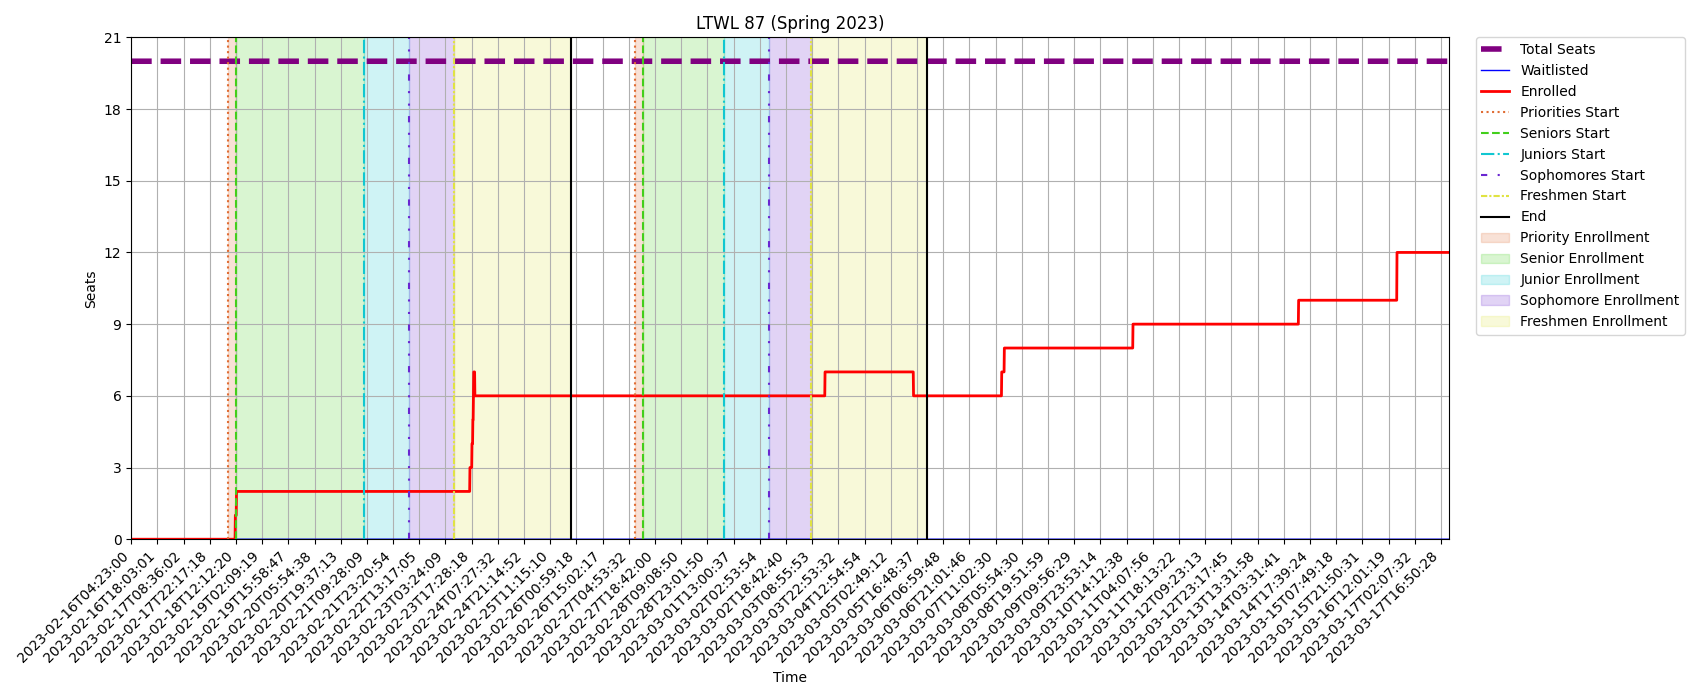 LTWL 87 (Spring 2023)
21
18
15
12
9
6
3
0
Seats
2023-02-16T04:23:00
2023-02-16T18:03:01
2023-02-17T08:36:02
2023-02-17T22:17:18
2023-02-18T12:12:20
2023-02-19T02:09:19
2023-02-19T15:58:47
2023-02-20T05:54:38
2023-02-20T19:37:13
2023-02-21T09:28:09
2023-02-21T23:20:54
2023-02-22T13:17:05
2023-02-23T03:24:09
2023-02-23T17:28:18
2023-02-24T07:27:32
2023-02-24T21:14:52
2023-02-25T11:15:10
2023-02-26T00:59:18
2023-02-26T15:02:17
2023-02-27T04:53:32
2023-02-27T18:42:00
2023-02-28T09:08:50
2023-02-28T23:01:50
2023-03-01T13:00:37
2023-03-02T02:53:54
2023-03-02T18:42:40
2023-03-03T08:55:53
2023-03-03T22:53:32
2023-03-04T12:54:54
2023-03-05T02:49:12
2023-03-05T16:48:37
2023-03-06T06:59:48
2023-03-06T21:01:46
2023-03-07T11:02:30
2023-03-08T05:54:30
2023-03-08T19:51:59
2023-03-09T09:56:29
2023-03-09T23:53:14
2023-03-10T14:12:38
2023-03-11T04:07:56
2023-03-11T18:13:22
2023-03-12T09:23:13
2023-03-12T23:17:45
2023-03-13T13:31:58
2023-03-14T03:31:41
2023-03-14T17:39:24
2023-03-15T07:49:18
2023-03-15T21:50:31
2023-03-16T12:01:19
2023-03-17T02:07:32
2023-03-17T16:50:28
Time
Total Seats
Waitlisted
Enrolled
Priorities Start
Seniors Start
Juniors Start
Sophomores Start
Freshmen Start
End
Priority Enrollment
Senior Enrollment
Junior Enrollment
Sophomore Enrollment
Freshmen Enrollment